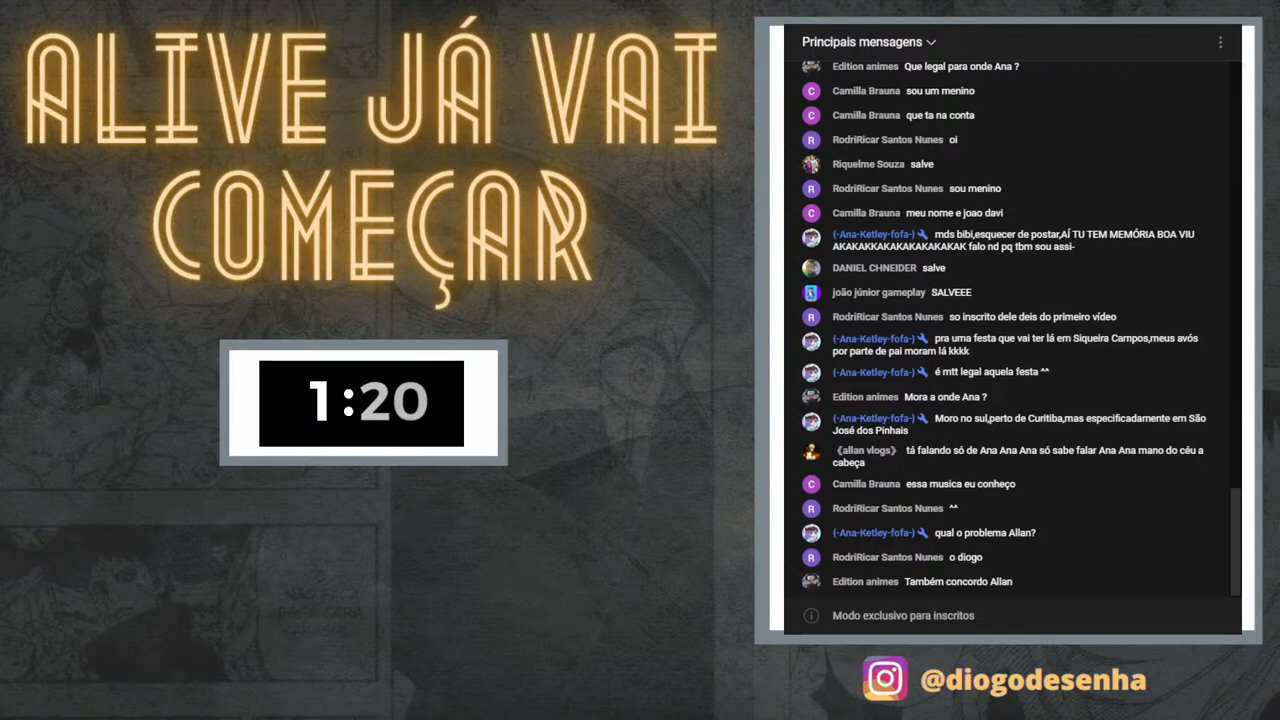 ALIVE JÁ VAI
COMEÇAR
1:20
Principais mensagens
Edition animes Que legal para onde Ana ?
C Camilla Brauna sou um menino
C Camilla Brauna que ta na conta
R RodriRicar Santos Nunes oi
Riquelme Souza salve
R RodriRicar Santos Nunes sou menino
C Camilla Brauna meu nome e joao davi
(-Ana-Ketley-fofa-) mds bibi,esquecer de postar,AÍ TU TEM MEMÓRIA BOA VIU
AKAKAKKAKAKAKAKAKAKAK falo nd pq tbm sou assi-
DANIEL CHNEIDER salve
joão júnior gameplay SALVEEE
R RodriRicar Santos Nunes so inscrito dele deis do primeiro vídeo
(-Ana-Ketley-fofa-) pra uma festa que vai ter lá em Siqueira Campos,meus avós
por parte de pai moram lá kkkk
(-Ana-Ketley-fofa-) é mtt legal aquela festa ^^
Edition animes Mora a onde Ana ?
(-Ana-Ketley-fofa-) Moro no sul,perto de Curitiba,mas especificadamente em São
José dos Pinhais
《allan vlogs》 tá falando só de Ana Ana Ana só sabe falar Ana Ana mano do céu a
cabeça
C Camilla Brauna essa musica eu conheço
R RodriRicar Santos Nunes ^^
(-Ana-Ketley-fofa-) qual o problema Allan?
R RodriRicar Santos Nunes o diogo
Edition animes Também concordo Allan
Modo exclusivo para inscritos
@diogodesenha